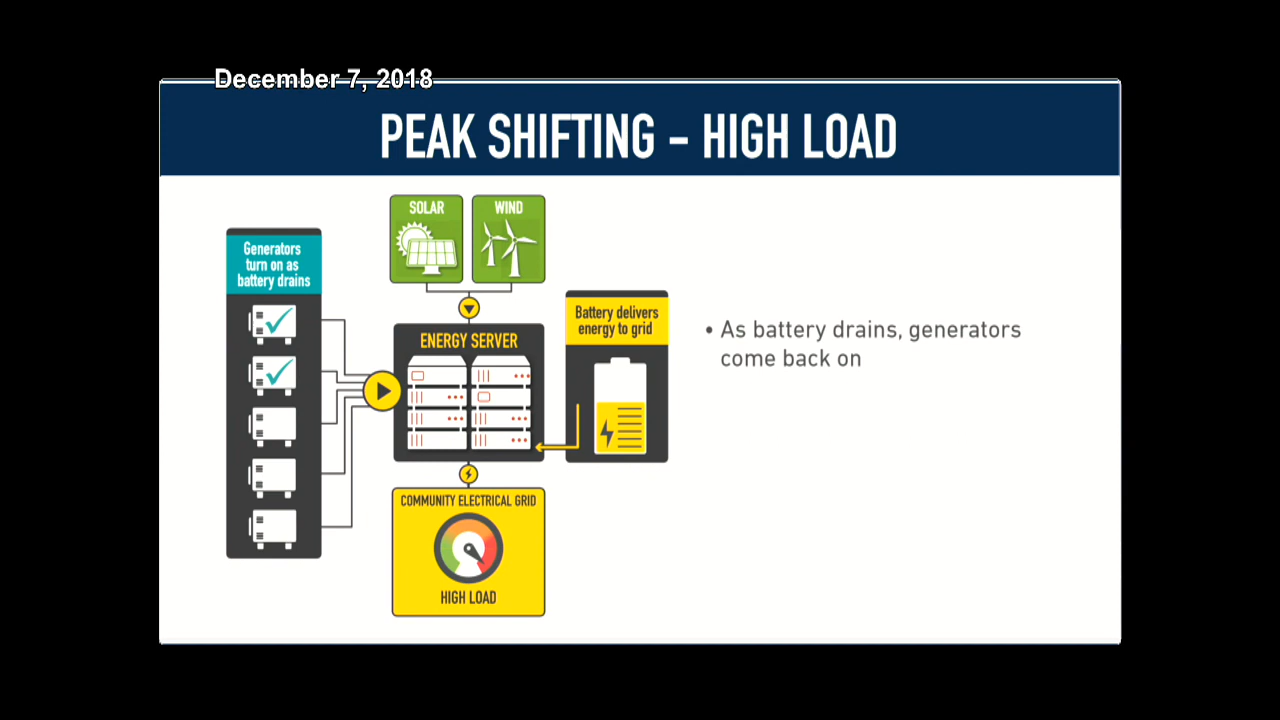 December 7, 2018
PEAK SHIFTING – HIGH LOAD
SOLAR
WIND
Generators
turn on as
battery drains
ENERGY SERVER
Battery delivers
energy to grid
• As battery drains, generators
come back on
COMMUNITY ELECTRICAL GRID
HIGH LOAD